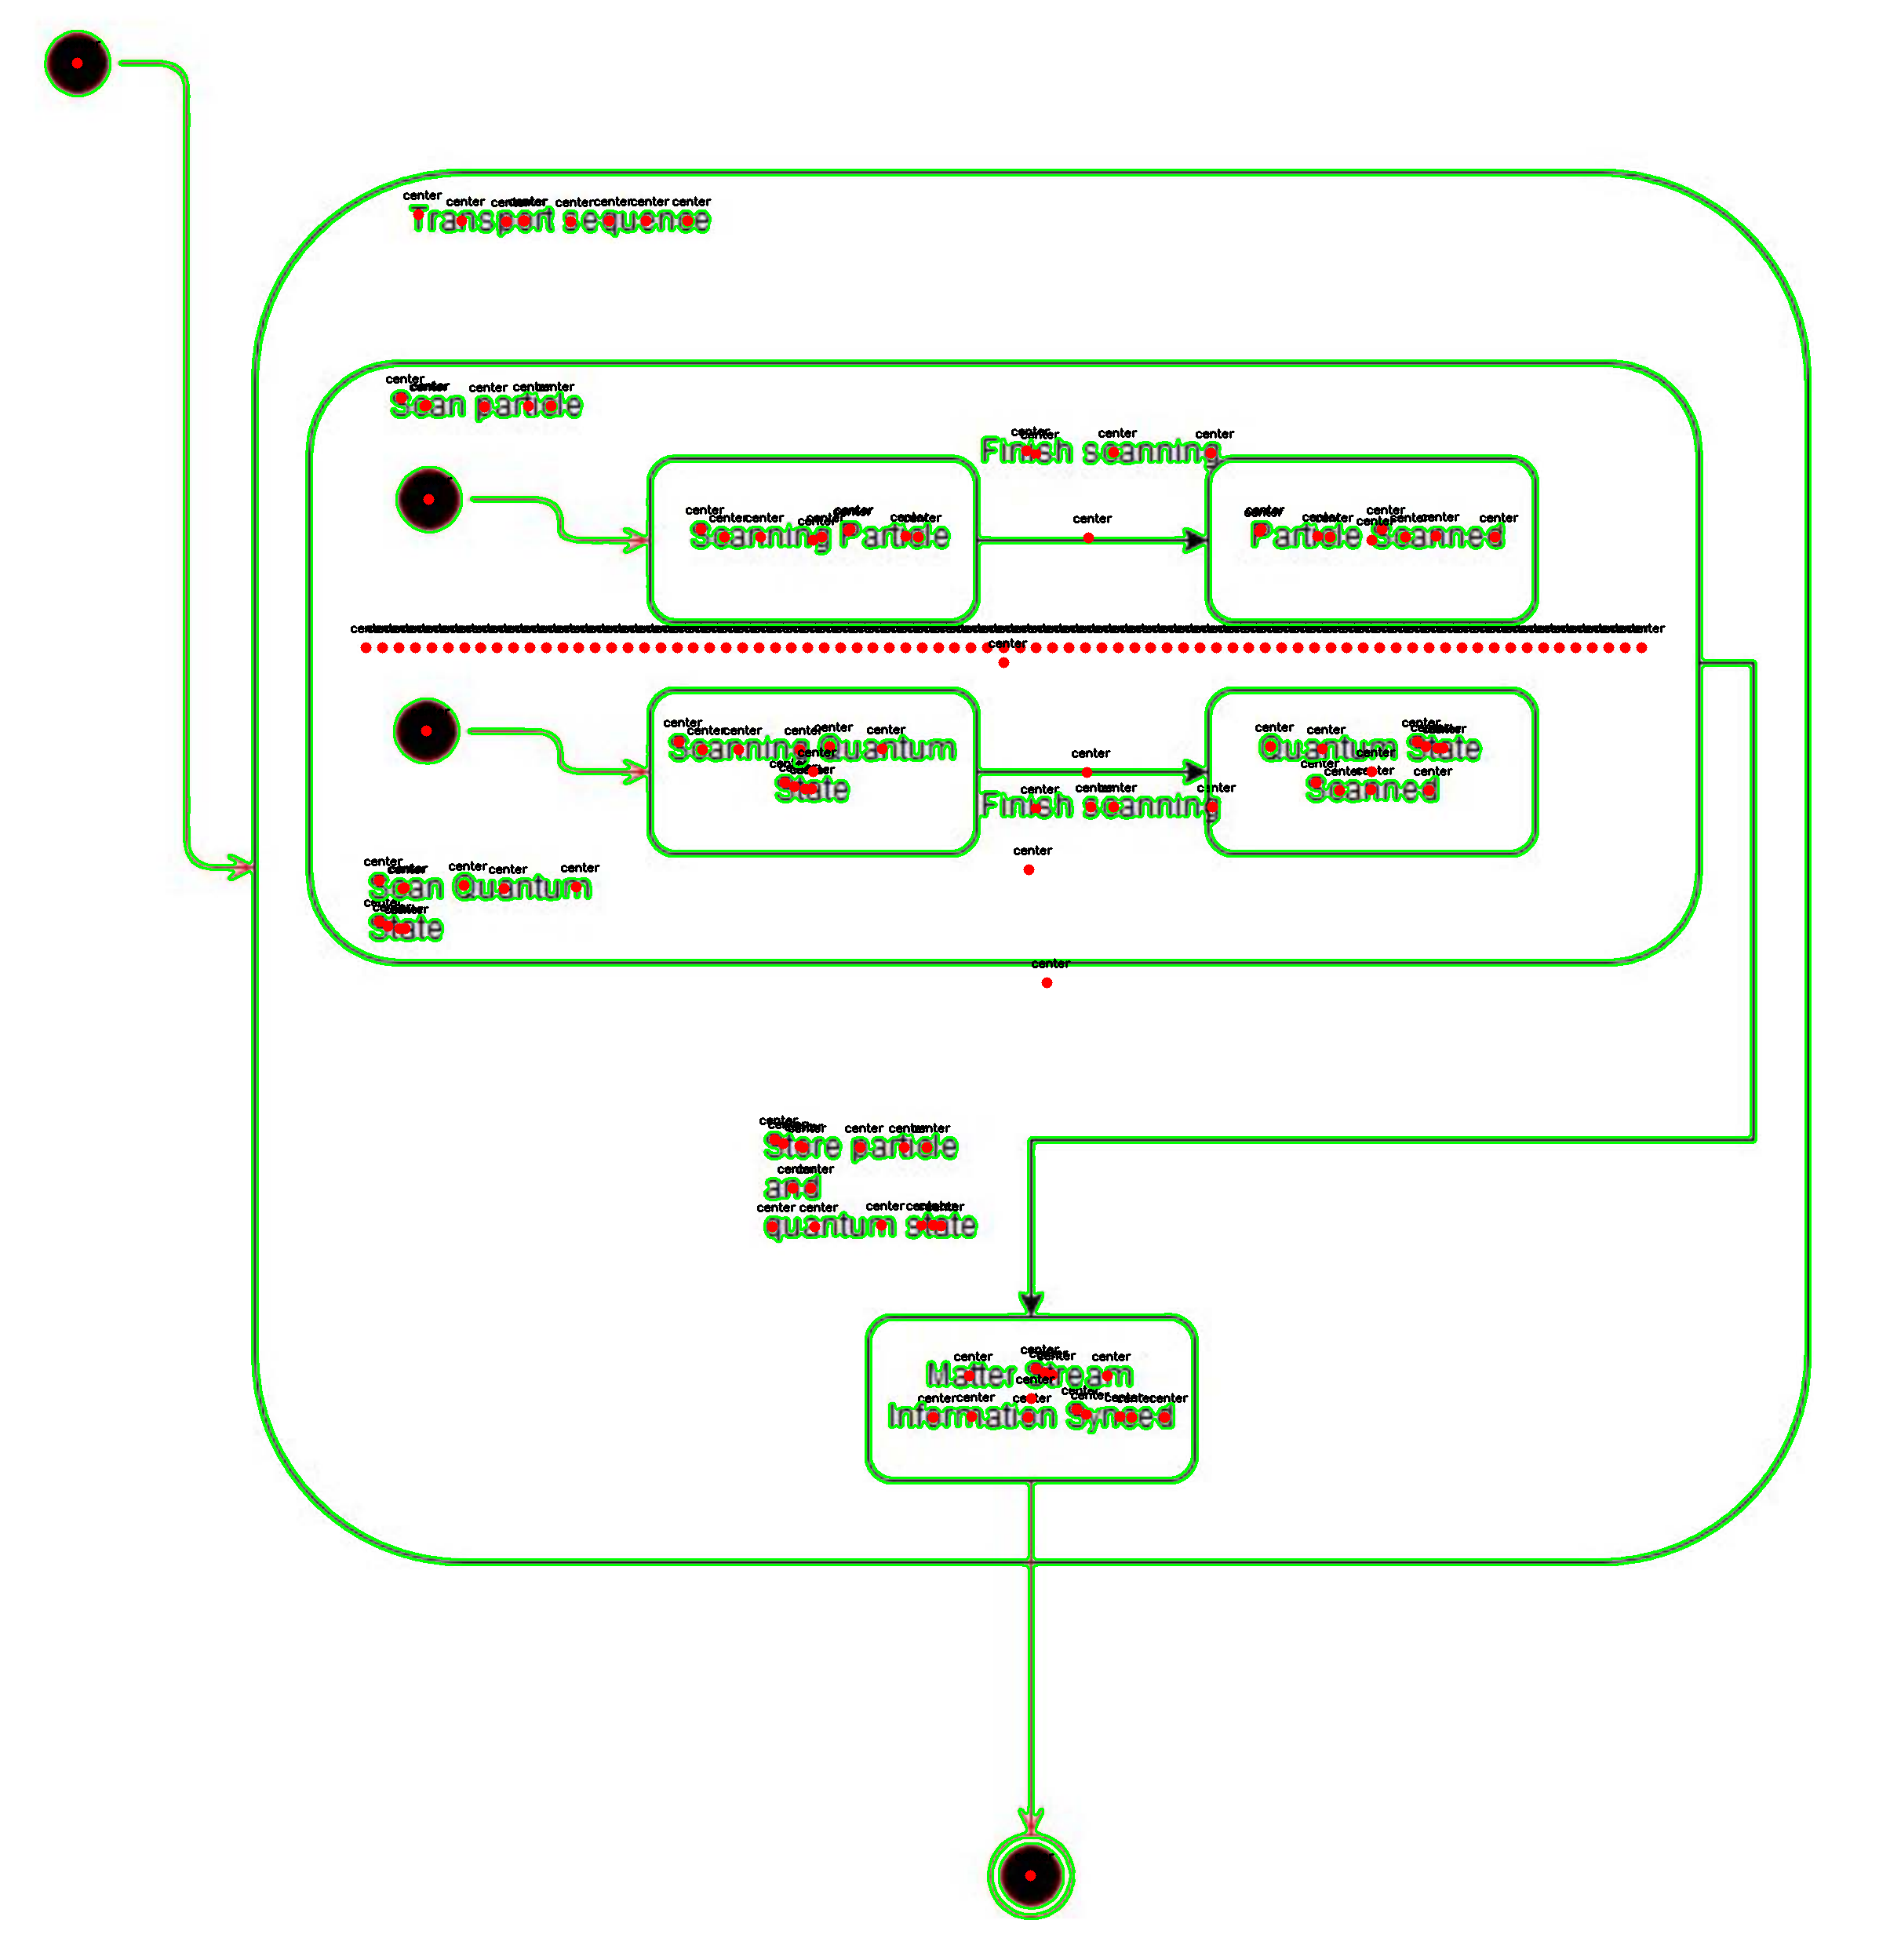 Transport sequence
Scan particle
Finish scanning
Scanning Particle
Particle Scanned
Scanning Quantum
State
Finish scanning
Quantum State
Scanned
Scan Quantum
State
Store particle
and
quantum state
Matter Stream
Information Synced
center